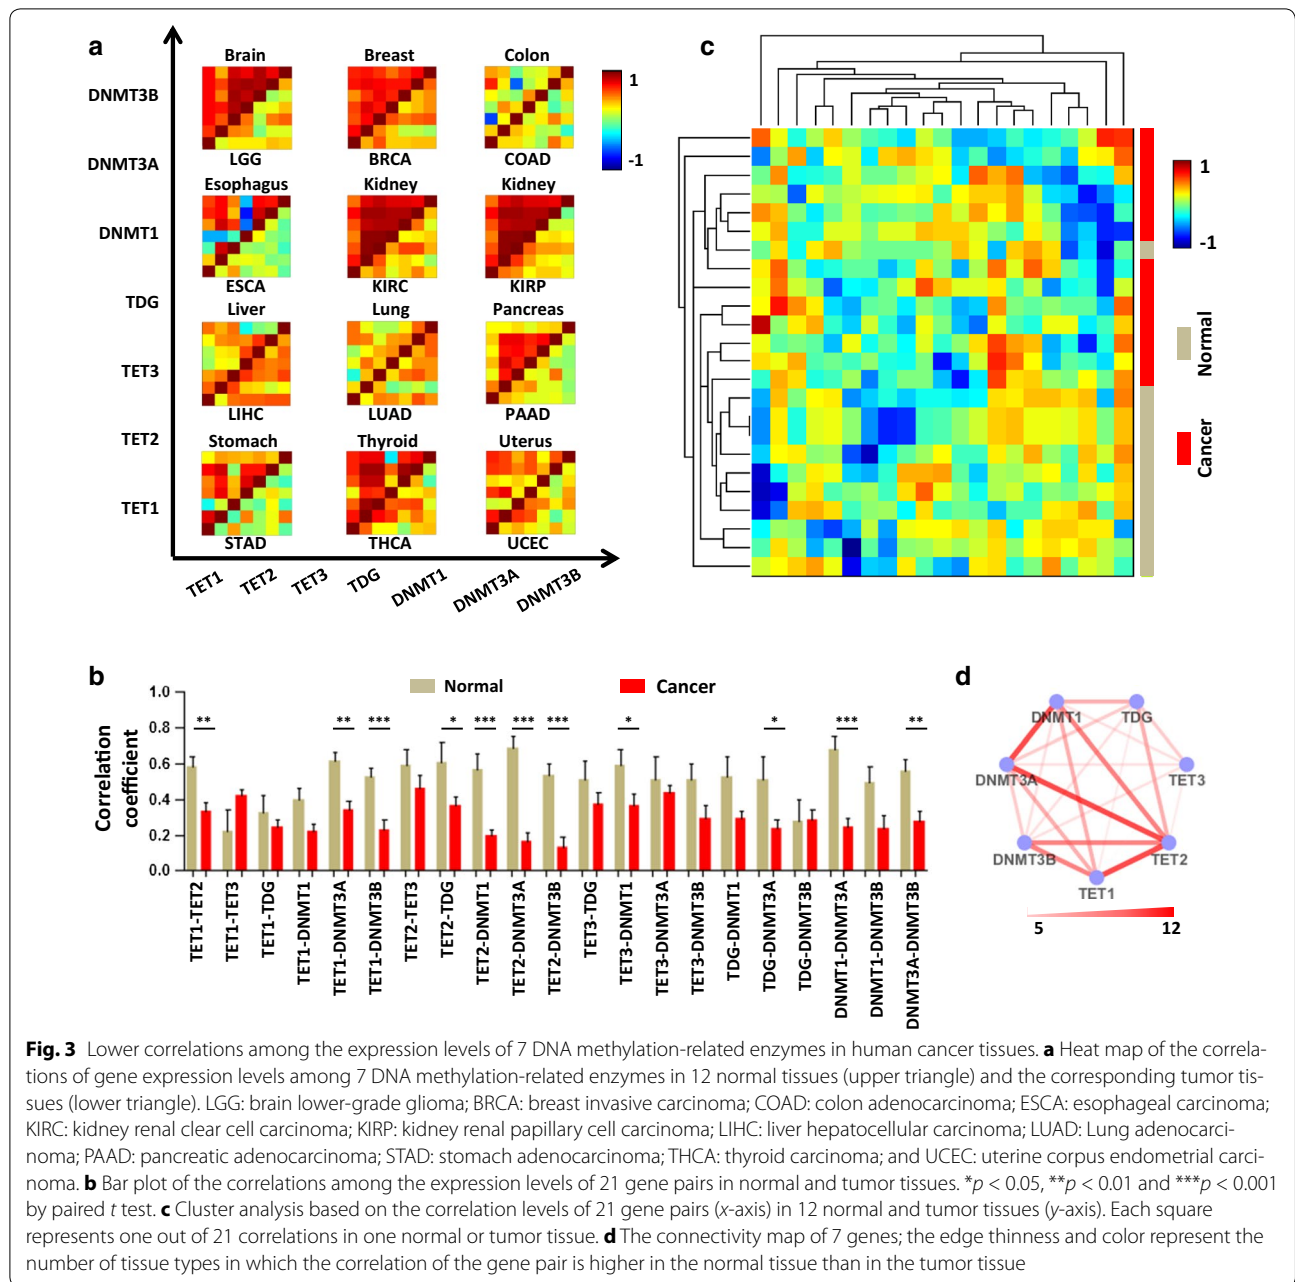 a
Brain
Breast
Colon
DNMT3B
1
-1
LGG
BRCA
COAD
DNMT3A
Esophagus
Kidney
Kidney
DNMT1
ESCA
KIRC
KIRP
TDG
Liver
Lung
Pancreas
TET3
LIHC
LUAD
PAAD
TET2
Stomach
Thyroid
Uterus
TET1
STAD
THCA
UCEC
TET1
TET2
TET3
TDG
DNMT1
DNMT3A
DNMT3B
c
1
-1
Normal
Cancer
b
Normal
Cancer
Correlation
coefficient
1.0
0.8
0.6
0.4
0.2
0.0
**
**
***
*
***
***
***
*
*
***
**
TET1-TET2
TET1-TET3
TET1-TDG
TET1-DNMT1
TET1-DNMT3A
TET1-DNMT3B
TET2-TET3
TET2-TDG
TET2-DNMT1
TET2-DNMT3A
TET2-DNMT3B
TET3-TDG
TET3-DNMT1
TET3-DNMT3A
TET3-DNMT3B
TDG-DNMT1
TDG-DNMT3A
TDG-DNMT3B
DNMT1-DNMT3A
DNMT1-DNMT3B
DNMT3A-DNMT3B
d
DNMT1
TDG
DNMT3A
TET3
DNMT3B
TET2
TET1
5
12
Fig. 3 Lower correlations among the expression levels of 7 DNA methylation-related enzymes in human cancer tissues. a Heat map of the correla-
tions of gene expression levels among 7 DNA methylation-related enzymes in 12 normal tissues (upper triangle) and the corresponding tumor tis-
sues (lower triangle). LGG: brain lower-grade glioma; BRCA: breast invasive carcinoma; COAD: colon adenocarcinoma; ESCA: esophageal carcinoma;
KIRC: kidney renal clear cell carcinoma; KIRP: kidney renal papillary cell carcinoma; LIHC: liver hepatocellular carcinoma; LUAD: Lung adenocarci-
noma; PAAD: pancreatic adenocarcinoma; STAD: stomach adenocarcinoma; THCA: thyroid carcinoma; and UCEC: uterine corpus endometrial carci-
noma. b Bar plot of the correlations among the expression levels of 21 gene pairs in normal and tumor tissues. *p < 0.05, **p < 0.01 and ***p < 0.001
by paired t test. c Cluster analysis based on the correlation levels of 21 gene pairs (x-axis) in 12 normal and tumor tissues (y-axis). Each square
represents one out of 21 correlations in one normal or tumor tissue. d The connectivity map of 7 genes; the edge thinness and color represent the
number of tissue types in which the correlation of the gene pair is higher in the normal tissue than in the tumor tissue